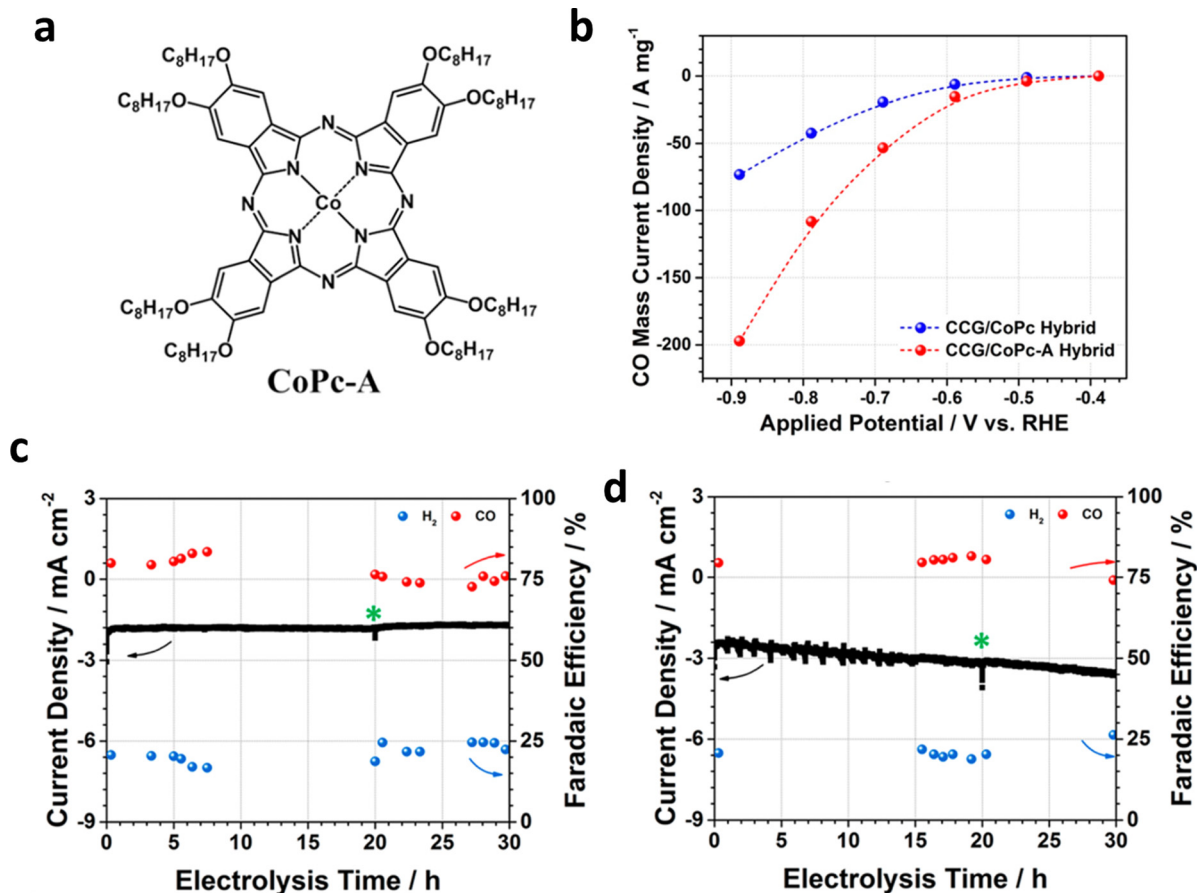 a
C8H17O
OC8H17
C8H17O
OC8H17
N
N
N
N
Co
N
N
N
N
C8H17O
OC8H17
C8H17O
OC8H17
CoPc-A
b
CO Mass Current Density / A mg-1
0
-50
-100
-150
-200
CCG/CoPc Hybrid
CCG/CoPc-A Hybrid
-0.9 -0.8 -0.7 -0.6 -0.5 -0.4
Applied Potential / V vs. RHE
c
Current Density / mA cm-2
3
0
-3
-6
-9
H2 CO
*
100
75
50
25
0
Faradaic Efficiency / %
0 5 10 15 20 25 30
Electrolysis Time / h
d
Current Density / mA cm-2
3
0
-3
-6
-9
H2 CO
*
100
75
50
25
0
Faradaic Efficiency / %
0 5 10 15 20 25 30
Electrolysis Time / h